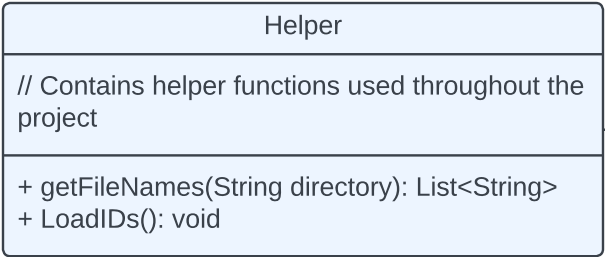 Helper
// Contains helper functions used throughout the
project
+ getFileNames(String directory): List<String>
+ LoadIDs(): void